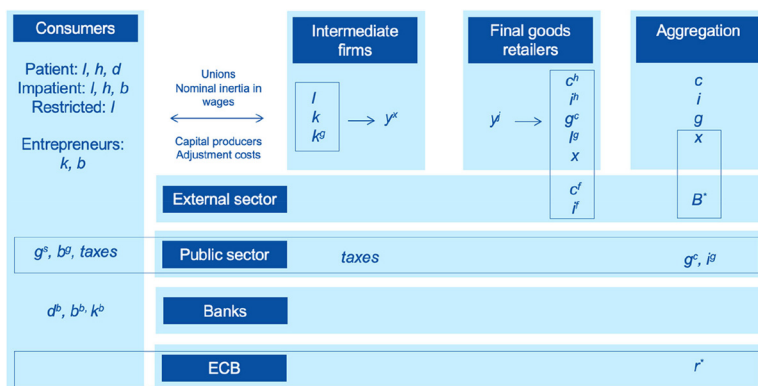 Consumers
Patient: l, h, d
Impatient: l, h, b
Restricted: l
Entrepreneurs:
k, b
Unions
Nominal inertia in
wages
Capital producers
Adjustment costs
Intermediate
firms
l
k
kᵍ
yˣ
Final goods
retailers
yʲ
cʰ
iʰ
gᶜ
Iᵍ
x
cᶠ
iᶠ
Aggregation
c
i
g
x
B*
External sector
gˢ, bᵍ, taxes
Public sector
taxes
gᶜ, iᵍ
dᵇ, bᵇ, kᵇ
Banks
ECB
r*